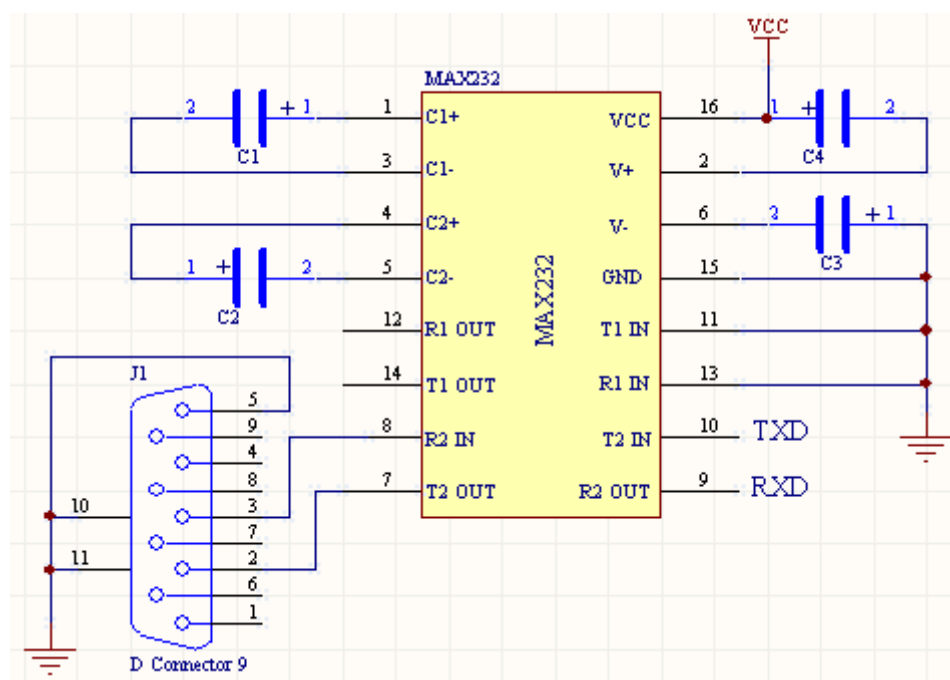 VCC
MAX232
2 + 1 1 C1+ VCC 16 1 + 2
C1 C4
3 C1- V+ 2
4 C2+ V- 6 2 + 1
C3
1 + 2 5 C2- GND 15
C2
MAX232
12 R1 OUT T1 IN 11
14 T1 OUT R1 IN 13
J1
8 R2 IN T2 IN 10 TXD
7 T2 OUT R2 OUT 9 RXD
5
9
4
8
10 3
7
11 2
6
1
D Connector 9